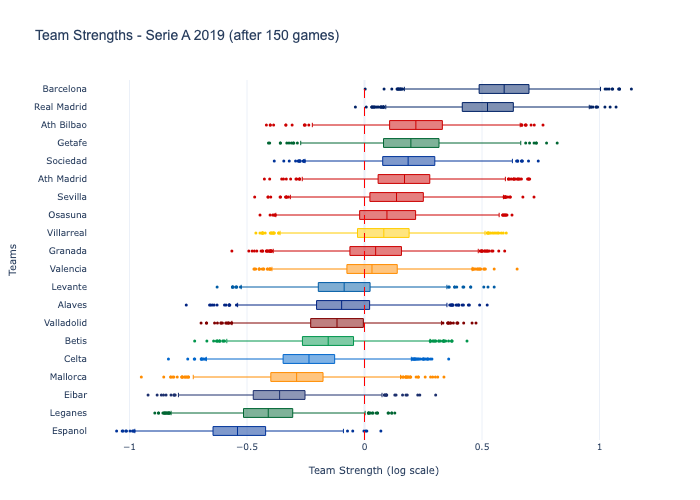 Team Strengths - Serie A 2019 (after 150 games)
Barcelona
Real Madrid
Ath Bilbao
Getafe
Sociedad
Ath Madrid
Sevilla
Osasuna
Villarreal
Granada
Valencia
Levante
Alaves
Valladolid
Betis
Celta
Mallorca
Eibar
Leganes
Espanol
Teams
−1 −0.5 0 0.5 1
Team Strength (log scale)